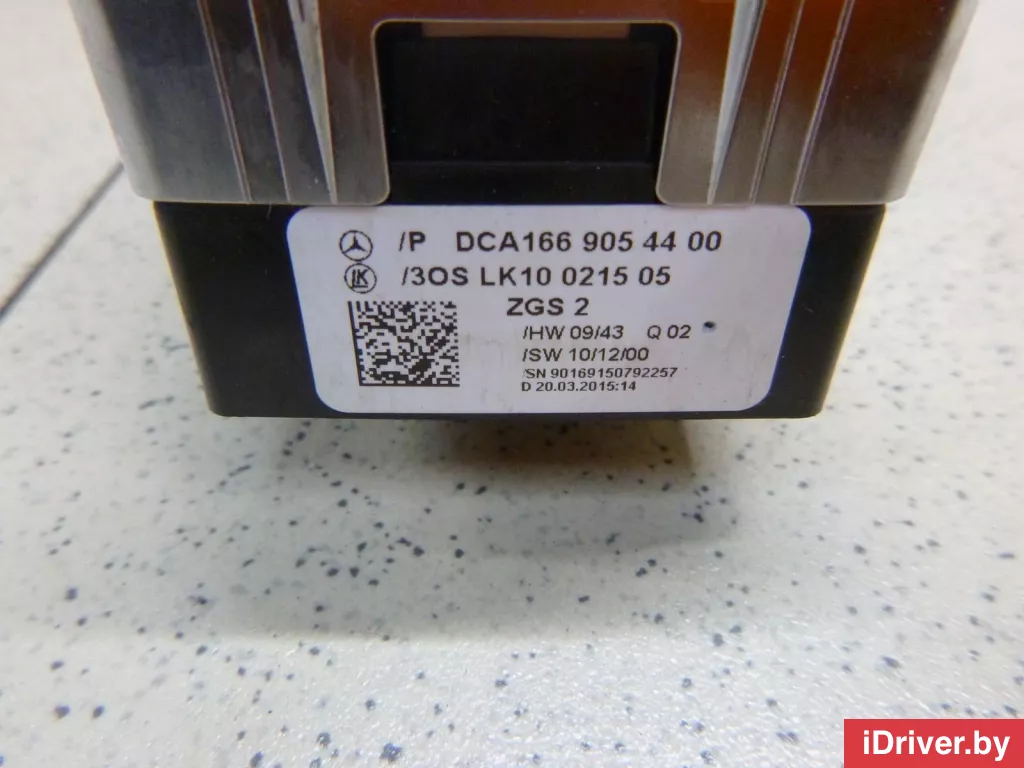 /P DCA166 905 44 00
LK /3OS LK10 0215 05
ZGS 2
/HW 09/43 Q 02
/SW 10/12/00
/SN 90169150792257
D 20.03.2015:14
iDriver.by